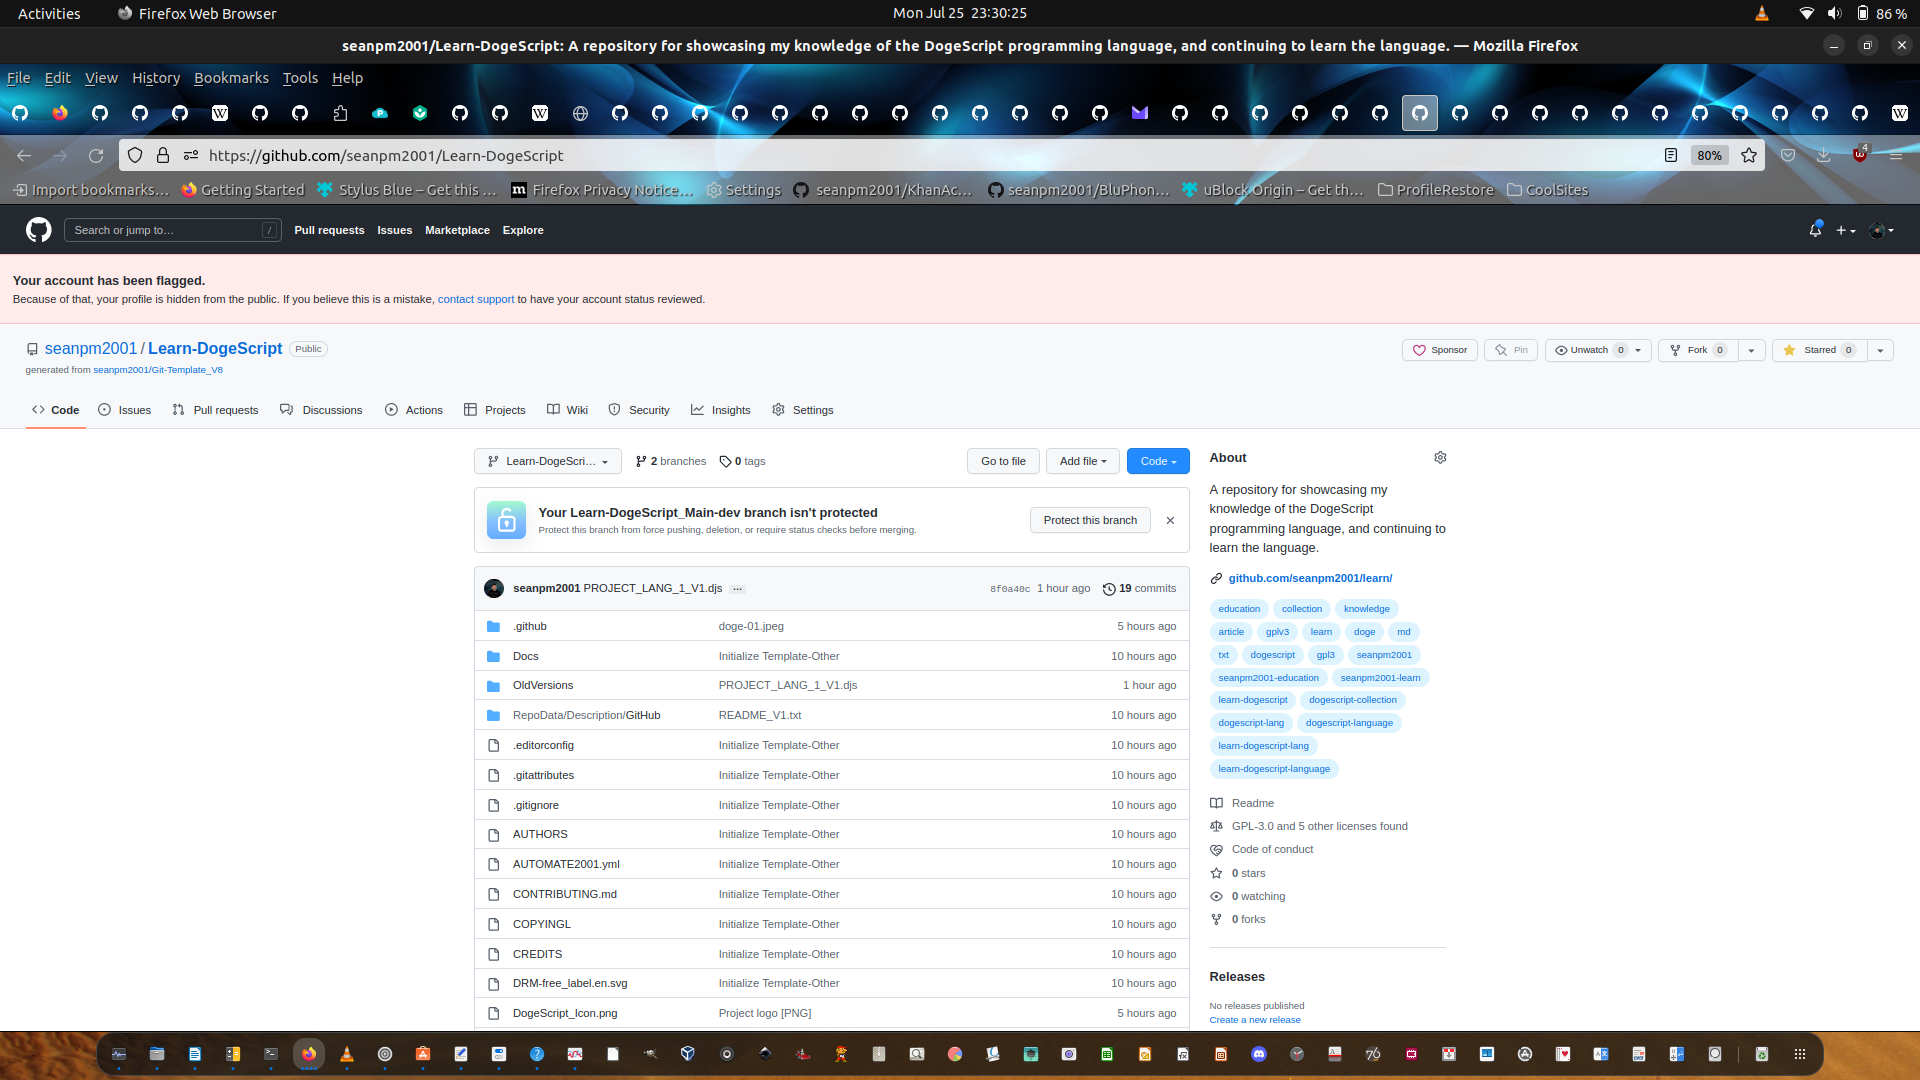 Activities
Firefox Web Browser
Mon Jul 25 23:30:25
86 %
seanpm2001/Learn-DogeScript: A repository for showcasing my knowledge of the DogeScript programming language, and continuing to learn the language. — Mozilla Firefox
File Edit View History Bookmarks Tools Help
https://github.com/seanpm2001/Learn-DogeScript
80%
4
Import bookmarks… Getting Started Stylus Blue – Get this … Firefox Privacy Notice… Settings seanpm2001/KhanAc… seanpm2001/BluPhon… uBlock Origin – Get th… ProfileRestore CoolSites
Search or jump to… /
Pull requests Issues Marketplace Explore
Your account has been flagged.
Because of that, your profile is hidden from the public. If you believe this is a mistake, contact support to have your account status reviewed.
seanpm2001 / Learn-DogeScript Public
generated from seanpm2001/Git-Template_V8
Sponsor Pin Unwatch 0 Fork 0 Starred 0
Code Issues Pull requests Discussions Actions Projects Wiki Security Insights Settings
Learn-DogeScri… 2 branches 0 tags
Go to file Add file Code
Your Learn-DogeScript_Main-dev branch isn't protected
Protect this branch from force pushing, deletion, or require status checks before merging.
Protect this branch
seanpm2001 PROJECT_LANG_1_V1.djs … 8f0a40c 1 hour ago 19 commits
.github doge-01.jpeg 5 hours ago
Docs Initialize Template-Other 10 hours ago
OldVersions PROJECT_LANG_1_V1.djs 1 hour ago
RepoData/Description/GitHub README_V1.txt 10 hours ago
.editorconfig Initialize Template-Other 10 hours ago
.gitattributes Initialize Template-Other 10 hours ago
.gitignore Initialize Template-Other 10 hours ago
AUTHORS Initialize Template-Other 10 hours ago
AUTOMATE2001.yml Initialize Template-Other 10 hours ago
CONTRIBUTING.md Initialize Template-Other 10 hours ago
COPYINGL Initialize Template-Other 10 hours ago
CREDITS Initialize Template-Other 10 hours ago
DRM-free_label.en.svg Initialize Template-Other 10 hours ago
DogeScript_Icon.png Project logo [PNG] 5 hours ago
About
A repository for showcasing my
knowledge of the DogeScript
programming language, and continuing to
learn the language.
github.com/seanpm2001/learn/
education collection knowledge
article gplv3 learn doge md
txt dogescript gpl3 seanpm2001
seanpm2001-education seanpm2001-learn
learn-dogescript dogescript-collection
dogescript-lang dogescript-language
learn-dogescript-lang
learn-dogescript-language
Readme
GPL-3.0 and 5 other licenses found
Code of conduct
0 stars
0 watching
0 forks
Releases
No releases published
Create a new release